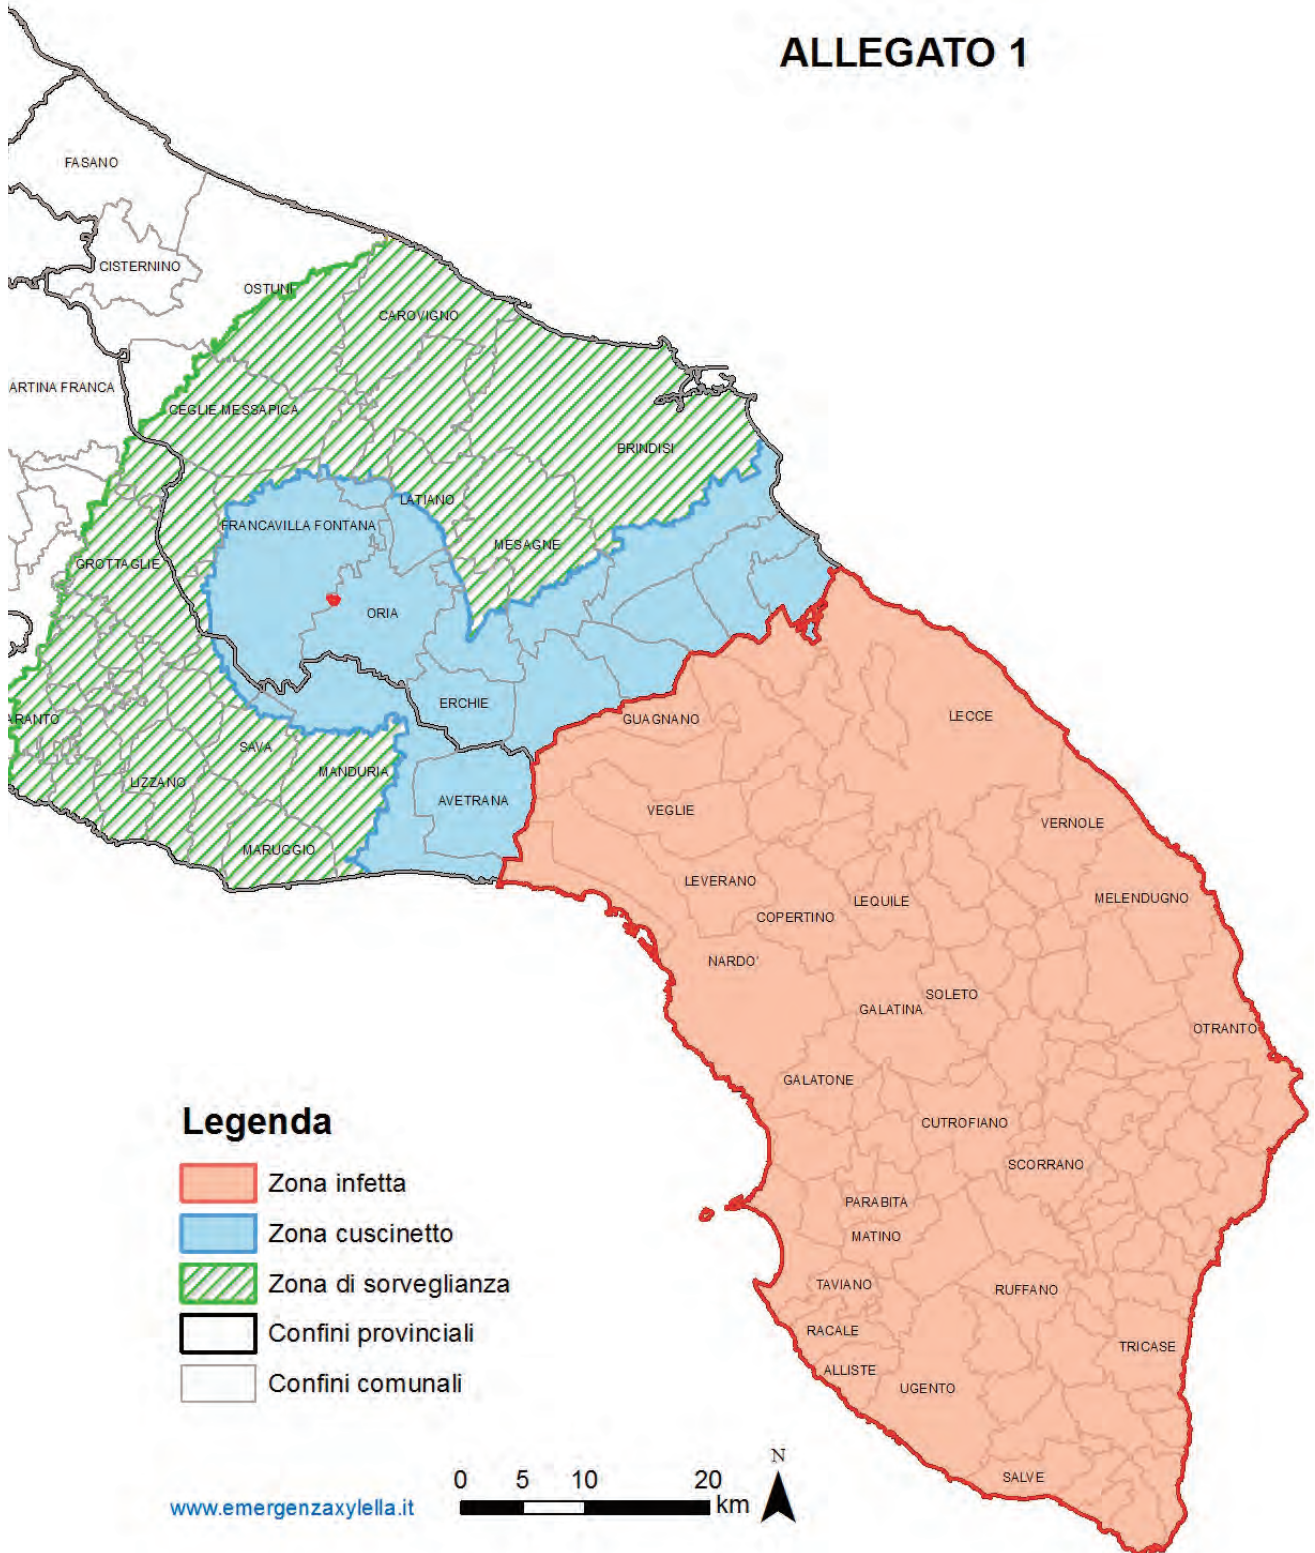 ALLEGATO 1
FASANO
CISTERNINO
OSTUNI
CAROVIGNO
ARTINA FRANCA
CEGLIE MESSAPICA
BRINDISI
LATIANO
FRANCAVILLA FONTANA
MESAGNE
GROTTAGLIE
ORIA
ERCHIE
GUAGNANO
LECCE
ARANTO
SAVA
MANDURIA
LIZZANO
AVETRANA
VEGLIE
VERNOLE
MARUGGIO
LEVERANO
LEQUILE
MELENDUGNO
COPERTINO
NARDO'
SOLETO
GALATINA
OTRANTO
GALATONE
CUTROFIANO
SCORRANO
PARABITA
MATINO
TAVIANO
RUFFANO
RACALE
TRICASE
ALLISTE
UGENTO
SALVE
Legenda
Zona infetta
Zona cuscinetto
Zona di sorveglianza
Confini provinciali
Confini comunali
www.emergenzaxylella.it
0 5 10 20
km
N